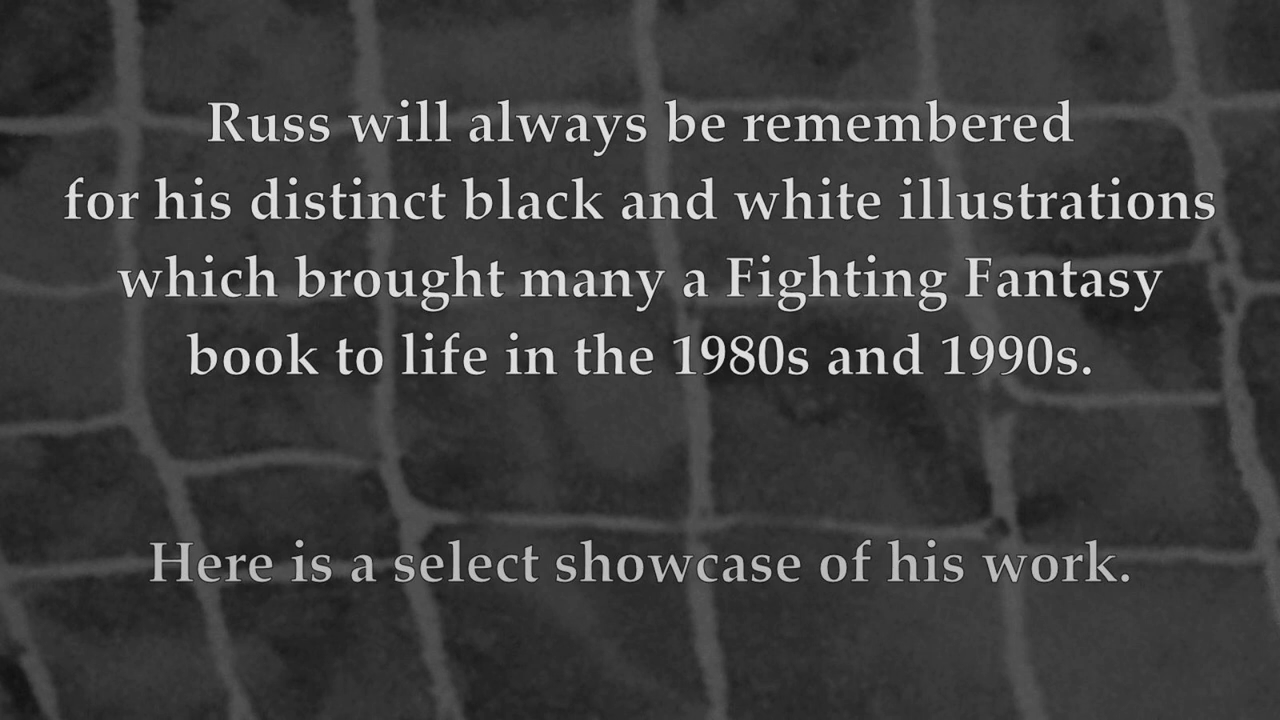 Russ will always be remembered
for his distinct black and white illustrations
which brought many a Fighting Fantasy
book to life in the 1980s and 1990s.
Here is a select showcase of his work.